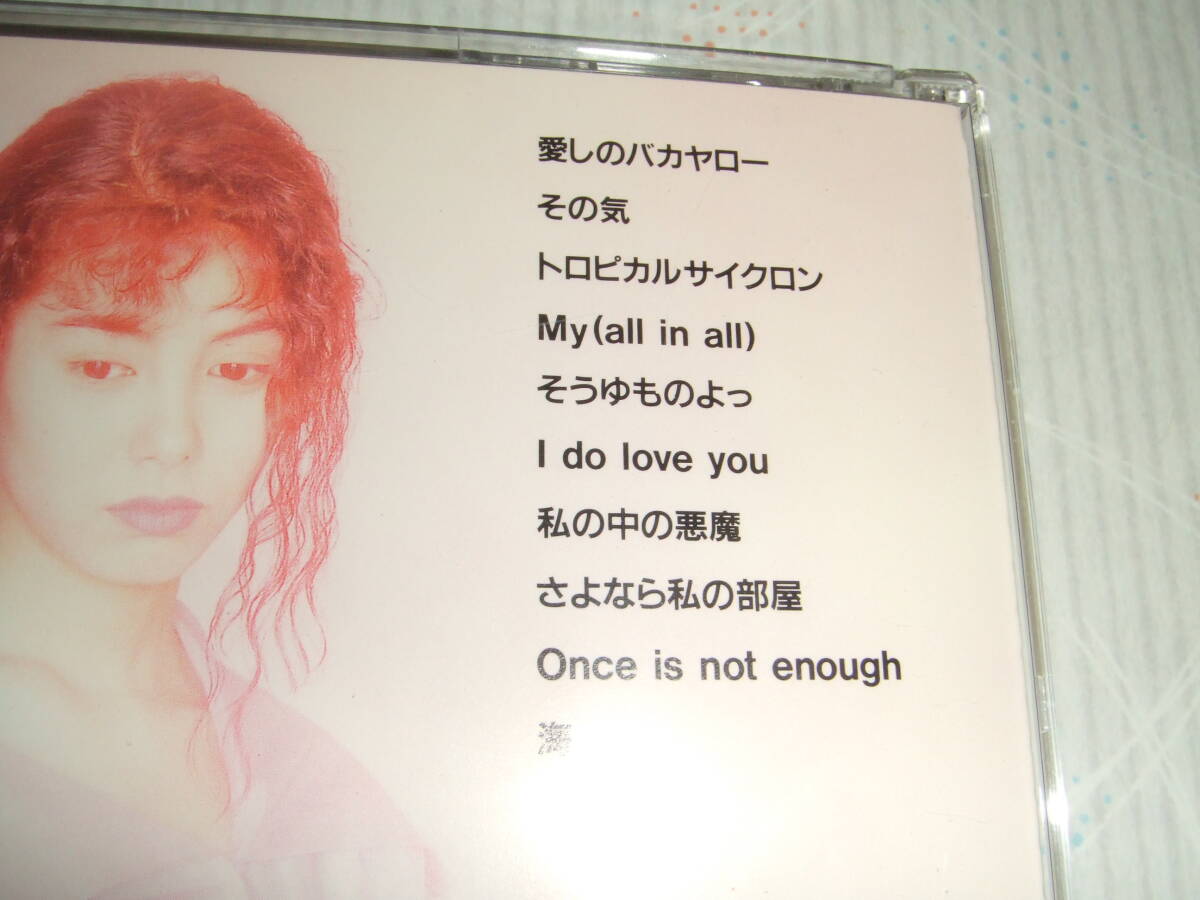 愛しのバカヤロー
その気
トロピカルサイクロン
My(all in all)
そうゆものよっ
I do love you
私の中の悪魔
さよなら私の部屋
Once is not enough